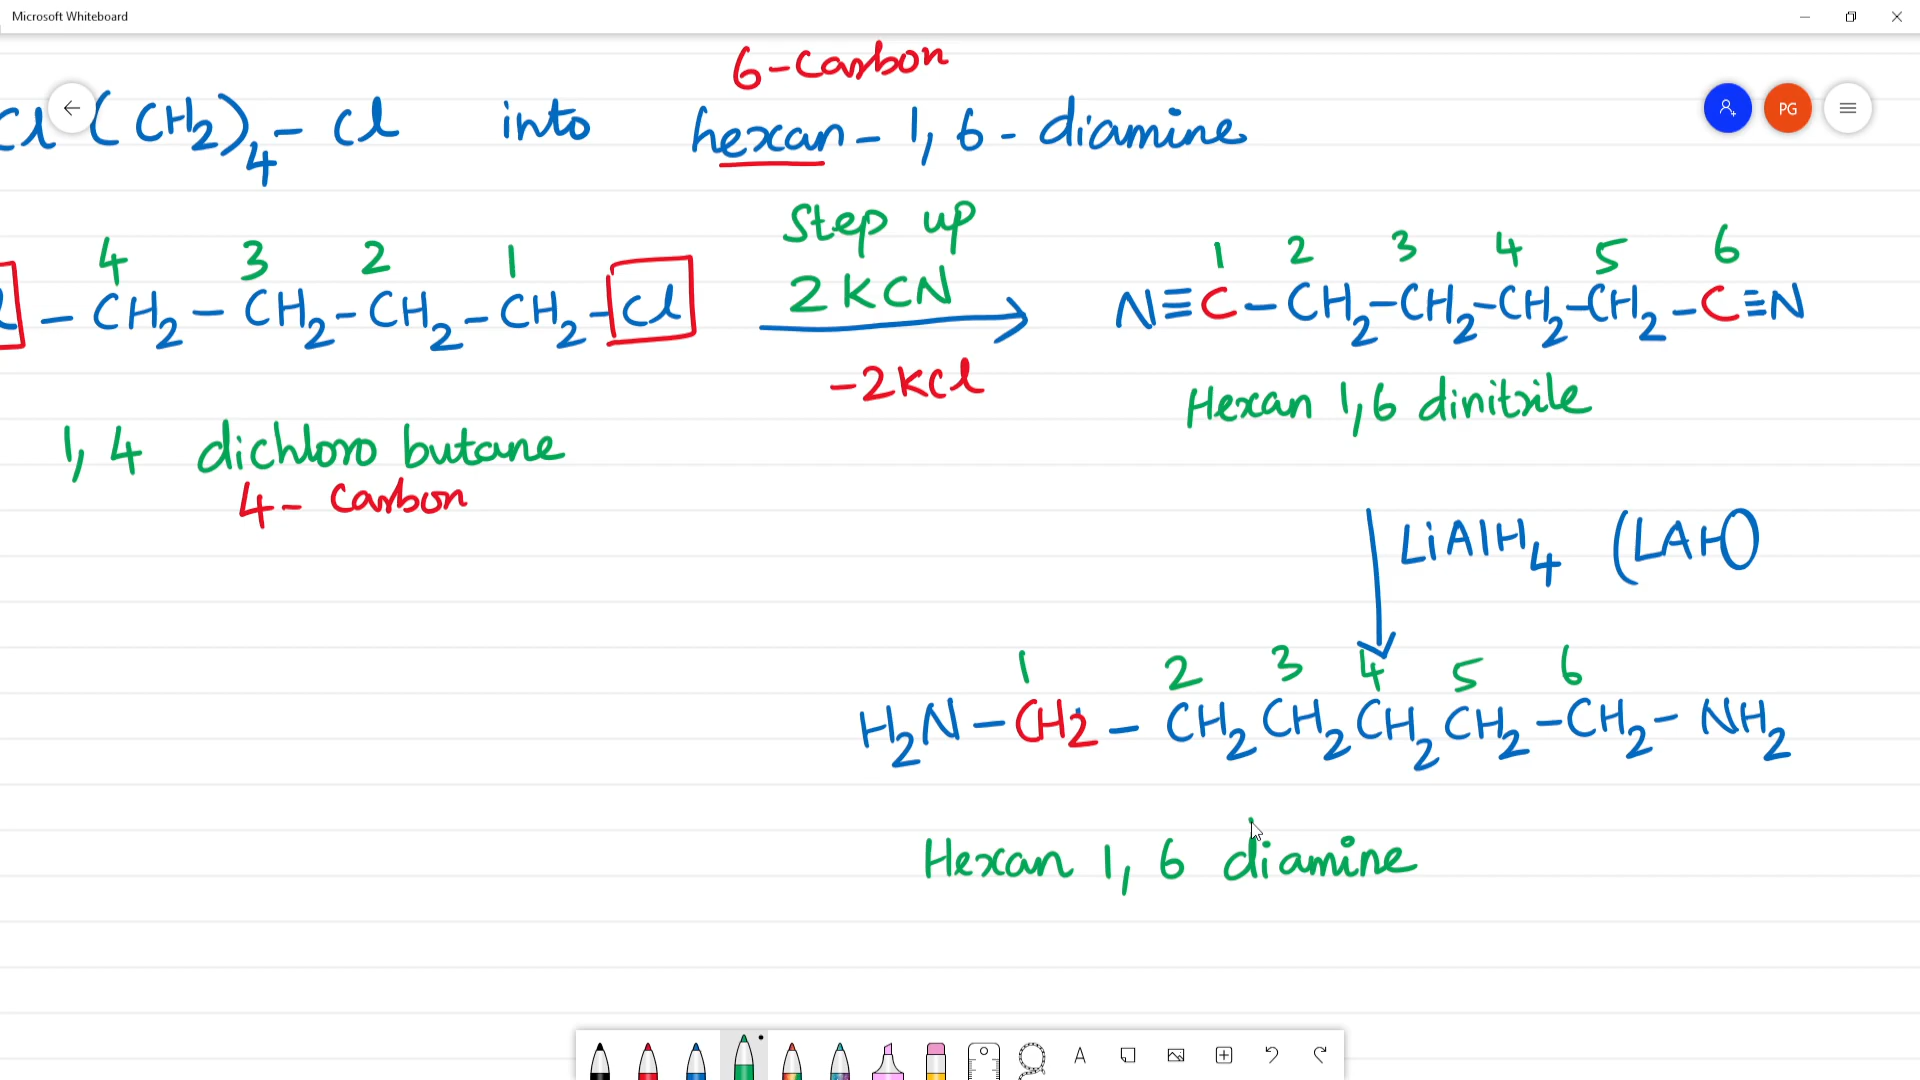 Microsoft Whiteboard
6-Carbon
Cl(CH2)4-Cl into hexan-1,6-diamine
PG
Step up
4 3 2 1
2KCN
1 2 3 4 5 6
-CH2-CH2-CH2-CH2-Cl
N≡C-CH2-CH2-CH2-CH2-C≡N
-2KCl
Hexan 1,6 dinitrile
1,4 dichloro butane
4-Carbon
LiAlH4 (LAH)
1 2 3 4 5 6
H2N-CH2-CH2CH2CH2CH2-CH2-NH2
Hexan 1,6 diamine
A